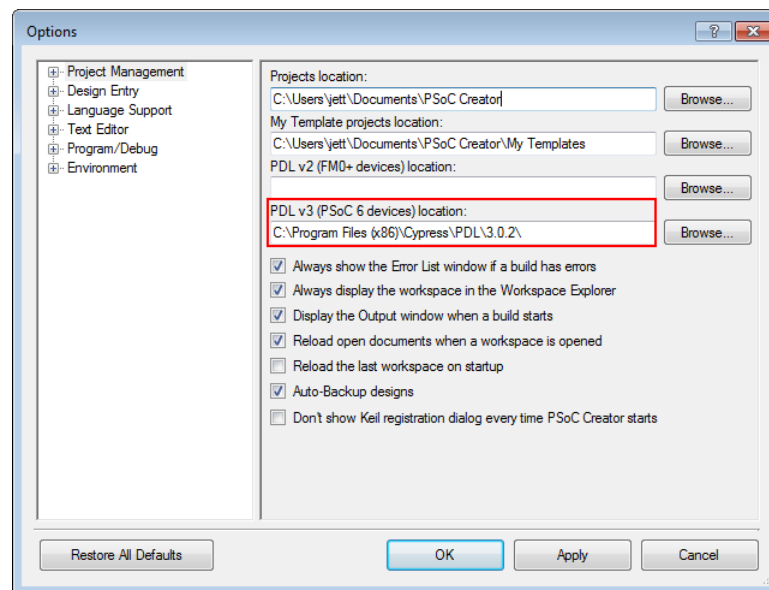 Options
Project Management
Design Entry
Language Support
Text Editor
Program/Debug
Environment
Projects location:
C:\Users\jett\Documents\PSoC Creator
Browse...
My Template projects location:
C:\Users\jett\Documents\PSoC Creator\My Templates
Browse...
PDL v2 (FM0+ devices) location:
Browse...
PDL v3 (PSoC 6 devices) location:
C:\Program Files (x86)\Cypress\PDL\3.0.2\
Browse...
Always show the Error List window if a build has errors
Always display the workspace in the Workspace Explorer
Display the Output window when a build starts
Reload open documents when a workspace is opened
Reload the last workspace on startup
Auto-Backup designs
Don't show Keil registration dialog every time PSoC Creator starts
Restore All Defaults
OK
Apply
Cancel